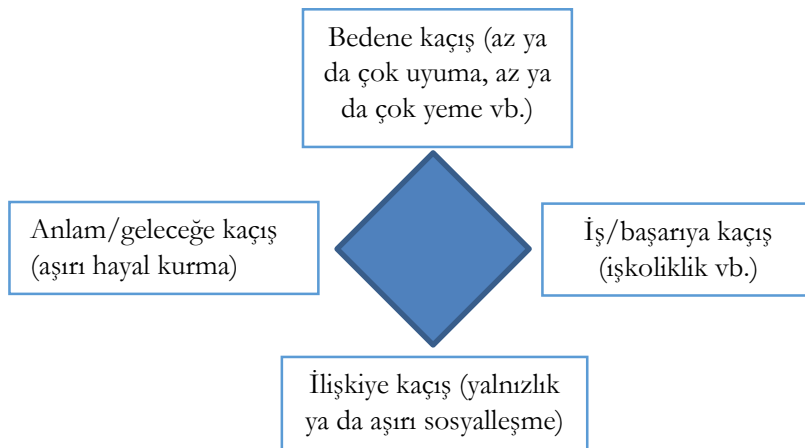 Bedene kaçış (az ya
da çok uyuma, az ya
da çok yeme vb.)
Anlam/geleceğe kaçış
(aşırı hayal kurma)
İş/başarıya kaçış
(işkoliklik vb.)
İlişkiye kaçış (yalnızlık
ya da aşırı sosyalleşme)